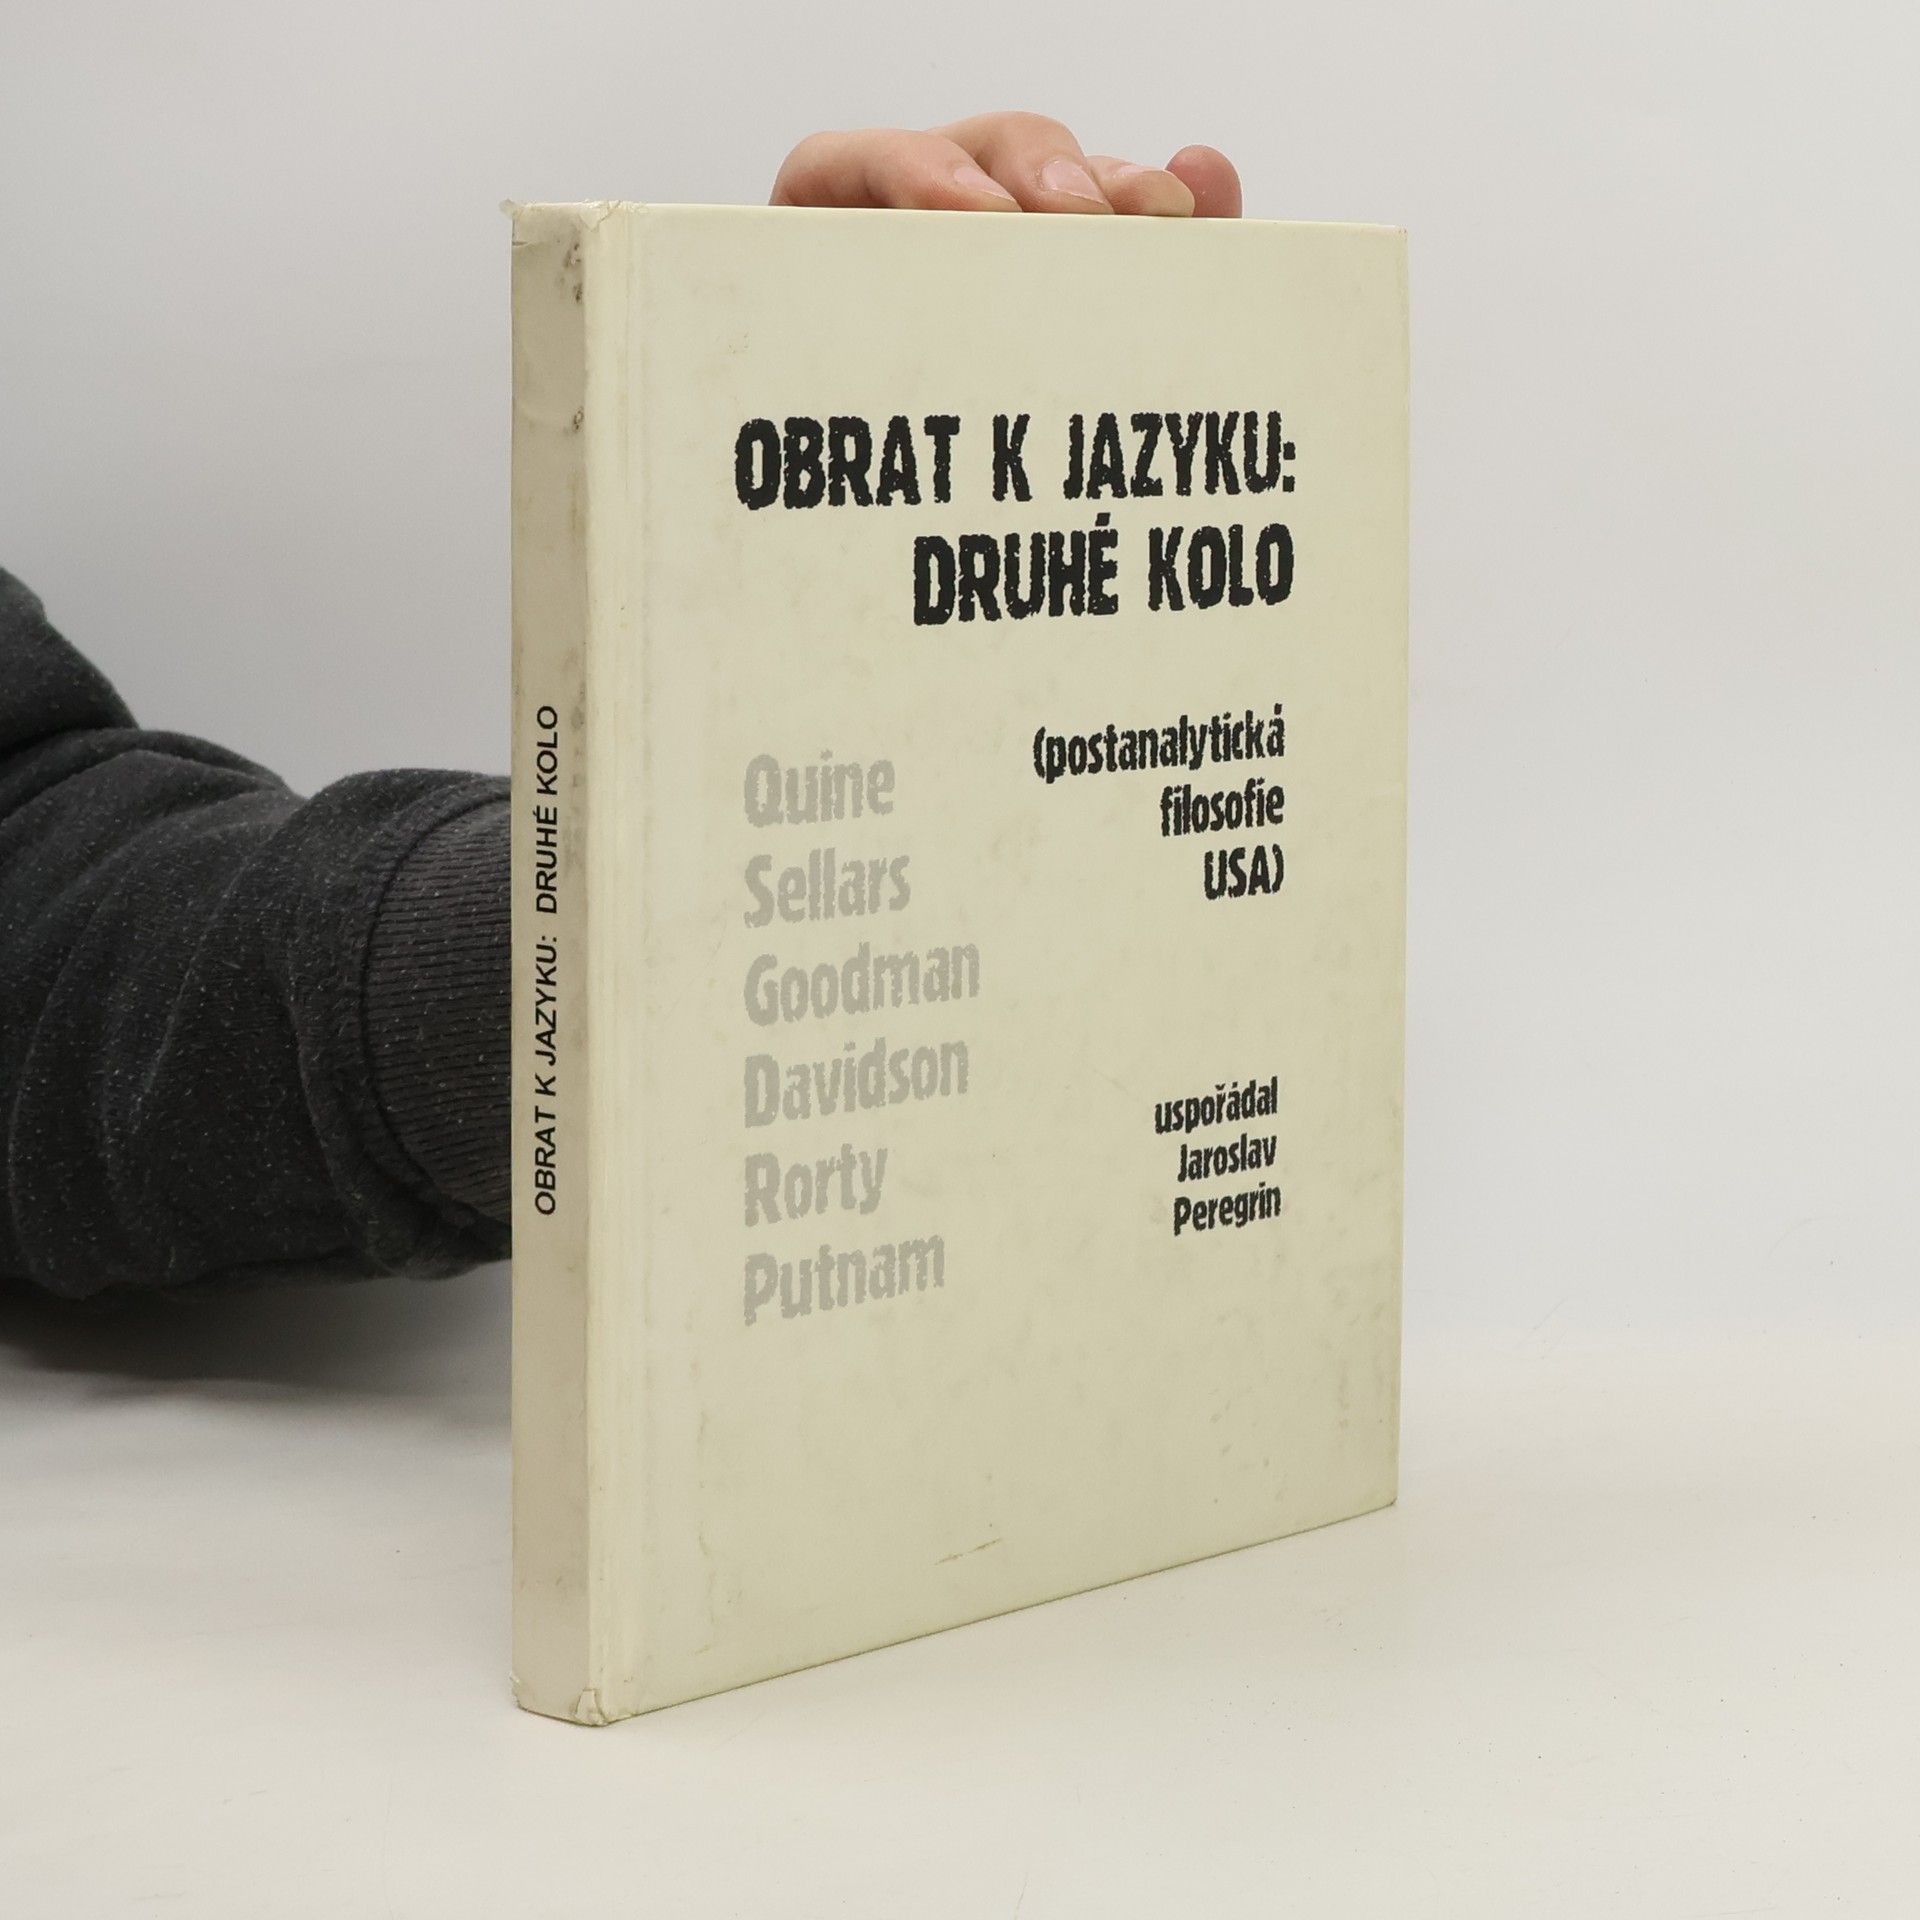 OBRAT K JAZYKU: DRUHÉ KOLO
OBRAT K JAZYKU:
DRUHÉ KOLO
(postanalytická
filosofie
USA)
Quine
Sellars
Goodman
Davidson
Rorty
Putnam
uspořádal
Jaroslav
Peregrin